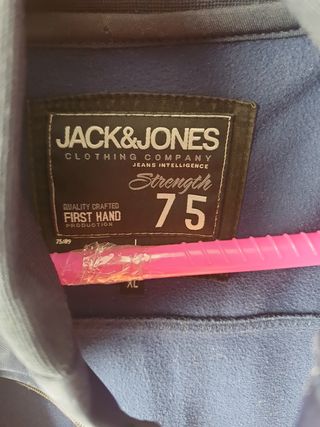 JACK&JONES
CLOTHING COMPANY
JEANS INTELLIGENCE
Strength
QUALITY CRAFTED
FIRST HAND
PRODUCTION
75
XL